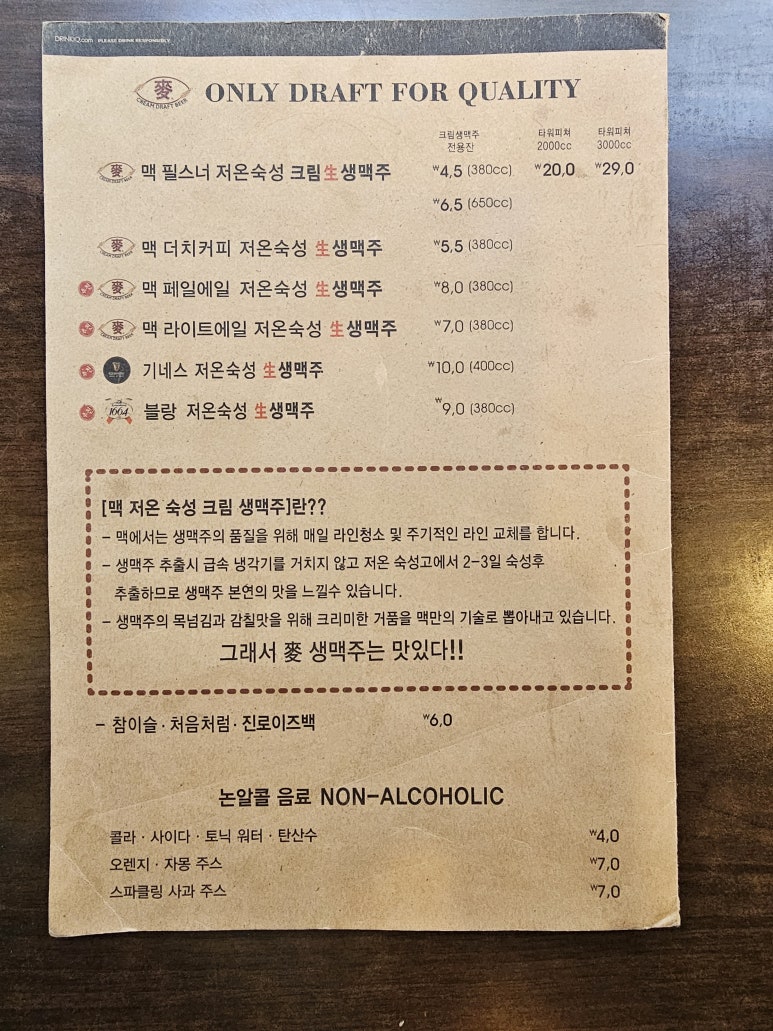 DRINKiQ.com PLEASE DRINK RESPONSIBLY
麥 CREAM DRAFT BEER ONLY DRAFT FOR QUALITY
크림생맥주 전용잔 타워피쳐 2000cc 타워피쳐 3000cc
麥 맥 필스너 저온숙성 크림生생맥주 ₩4,5 (380cc) ₩20,0 ₩29,0
₩6,5 (650cc)
麥 맥 더치커피 저온숙성 生생맥주 ₩5,5 (380cc)
麥 맥 페일에일 저온숙성 生생맥주 ₩8,0 (380cc)
麥 맥 라이트에일 저온숙성 生생맥주 ₩7,0 (380cc)
기네스 저온숙성 生생맥주 ₩10,0 (400cc)
1664 블랑 저온숙성 生생맥주 ₩9,0 (380cc)
[맥 저온 숙성 크림 생맥주]란??
- 맥에서는 생맥주의 품질을 위해 매일 라인청소 및 주기적인 라인 교체를 합니다.
- 생맥주 추출시 급속 냉각기를 거치지 않고 저온 숙성고에서 2-3일 숙성후
추출하므로 생맥주 본연의 맛을 느낄수 있습니다.
- 생맥주의 목넘김과 감칠맛을 위해 크리미한 거품을 맥만의 기술로 뽑아내고 있습니다.
그래서 麥 생맥주는 맛있다!!
- 참이슬 · 처음처럼 · 진로이즈백 ₩6,0
논알콜 음료 NON-ALCOHOLIC
콜라 · 사이다 · 토닉 워터 · 탄산수 ₩4,0
오렌지 · 자몽 주스 ₩7,0
스파클링 사과 주스 ₩7,0